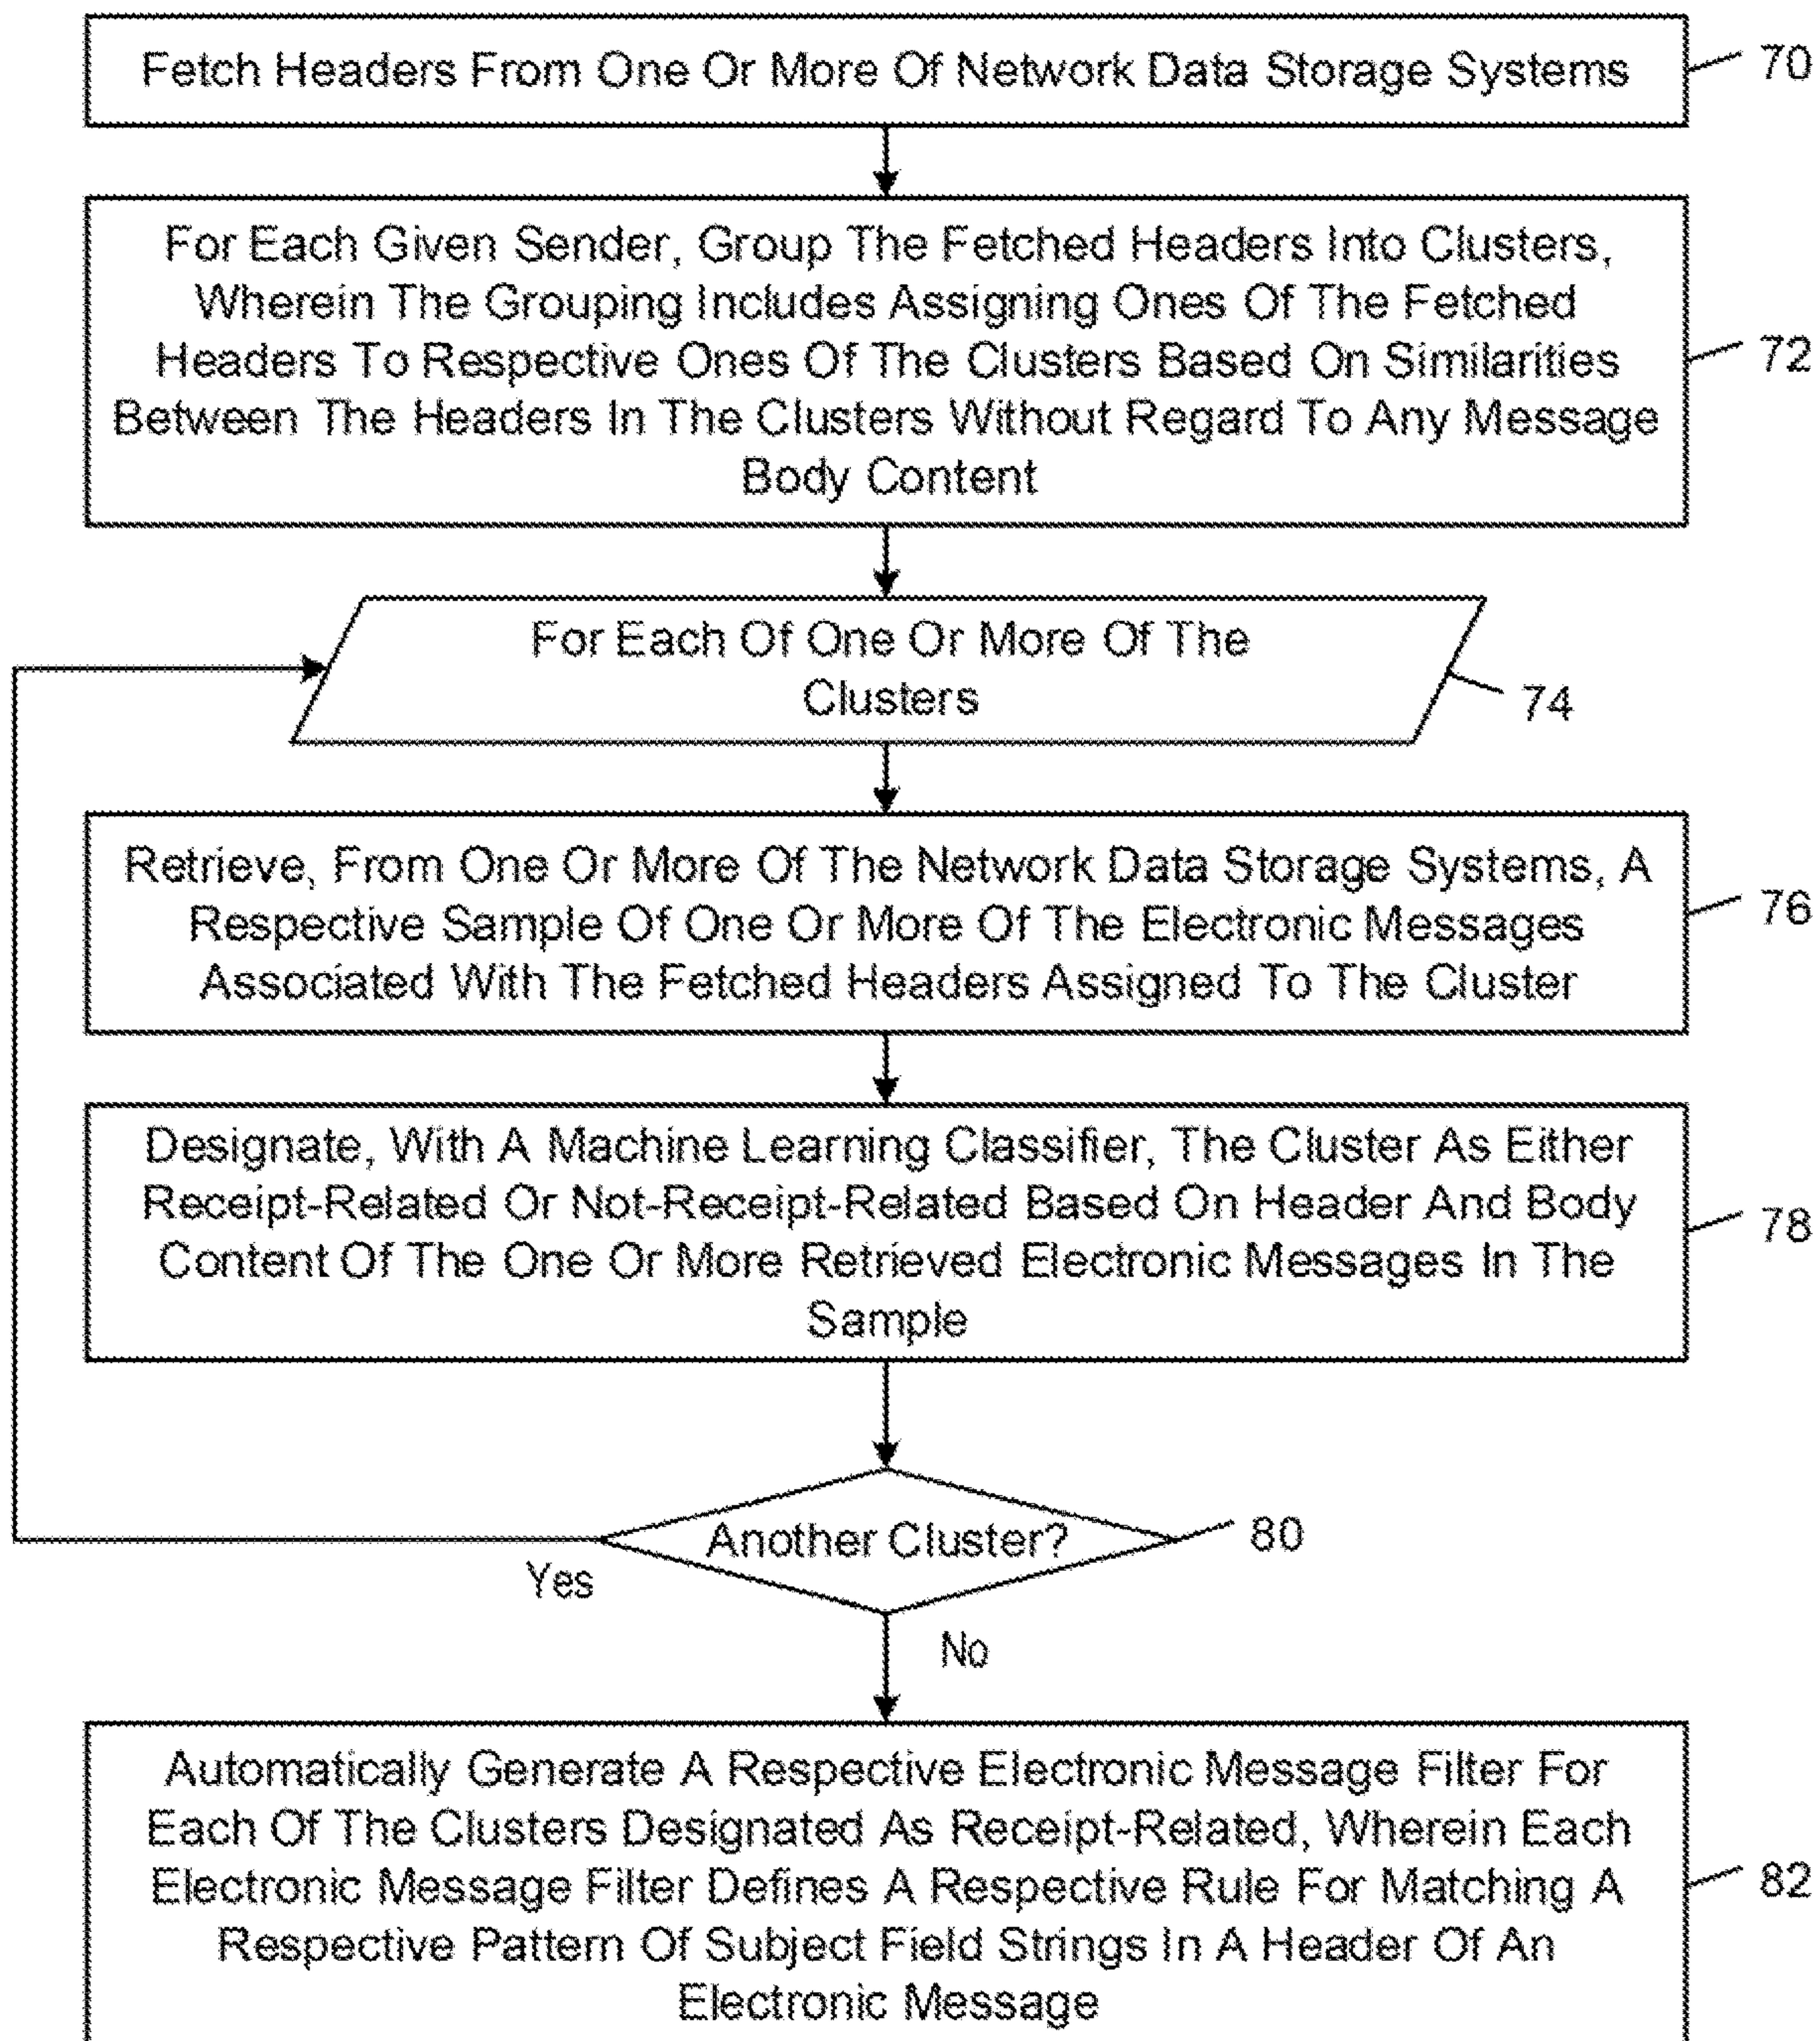 Fetch Headers From One Or More Of Network Data Storage Systems
70
For Each Given Sender, Group The Fetched Headers Into Clusters,
Wherein The Grouping Includes Assigning Ones Of The Fetched
Headers To Respective Ones Of The Clusters Based On Similarities
Between The Headers In The Clusters Without Regard To Any Message
Body Content
72
For Each Of One Or More Of The
Clusters
74
Retrieve, From One Or More Of The Network Data Storage Systems, A
Respective Sample Of One Or More Of The Electronic Messages
Associated With The Fetched Headers Assigned To The Cluster
76
Designate, With A Machine Learning Classifier, The Cluster As Either
Receipt-Related Or Not-Receipt-Related Based On Header And Body
Content Of The One Or More Retrieved Electronic Messages In The
Sample
78
Another Cluster?
80
Yes
No
Automatically Generate A Respective Electronic Message Filter For
Each Of The Clusters Designated As Receipt-Related, Wherein Each
Electronic Message Filter Defines A Respective Rule For Matching A
Respective Pattern Of Subject Field Strings In A Header Of An
Electronic Message
82